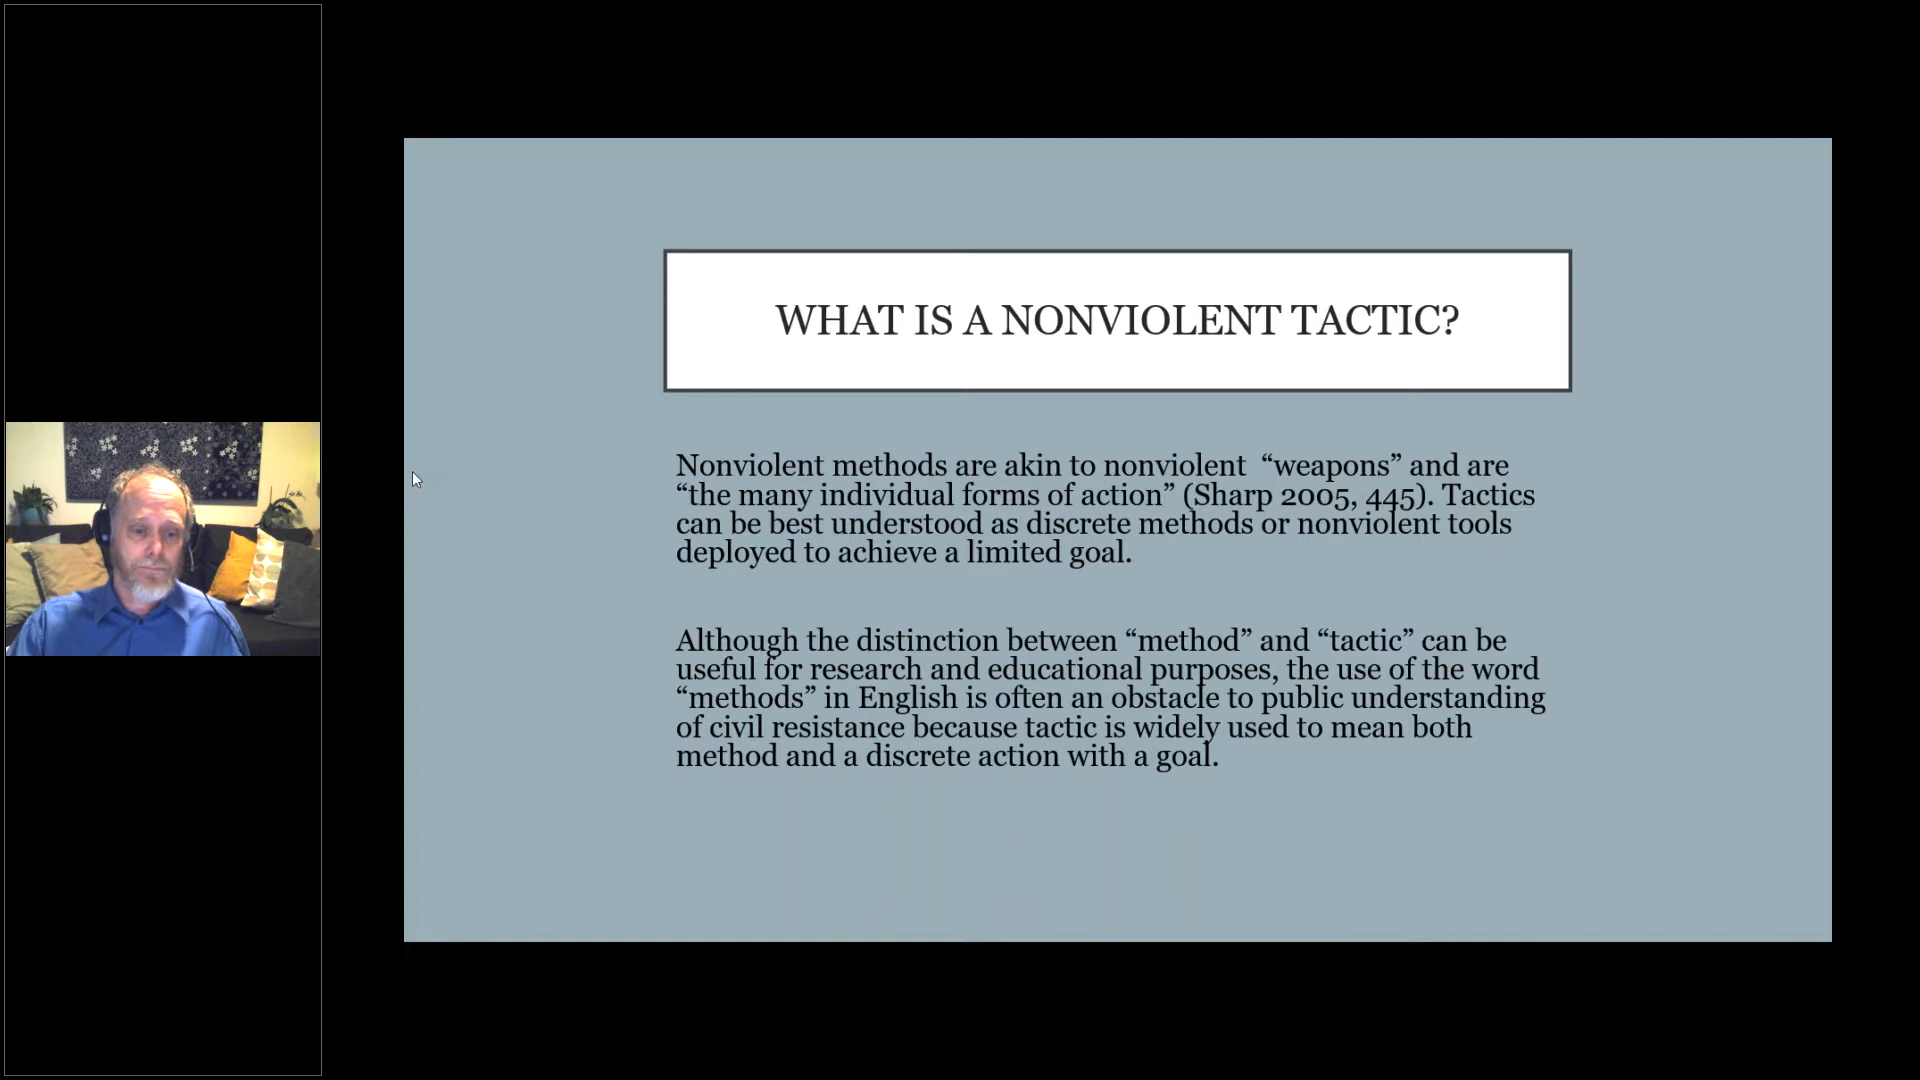 WHAT IS A NONVIOLENT TACTIC?
Nonviolent methods are akin to nonviolent  “weapons” and are
“the many individual forms of action” (Sharp 2005, 445). Tactics
can be best understood as discrete methods or nonviolent tools
deployed to achieve a limited goal.
Although the distinction between “method” and “tactic” can be
useful for research and educational purposes, the use of the word
“methods” in English is often an obstacle to public understanding
of civil resistance because tactic is widely used to mean both
method and a discrete action with a goal.